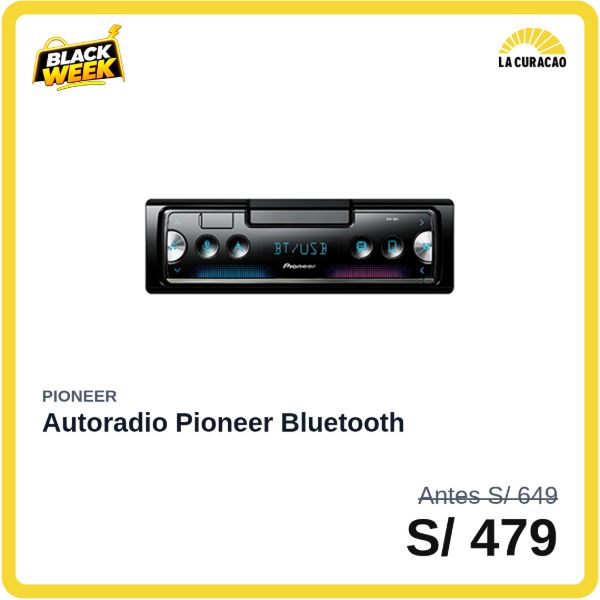 BLACK
WEEK
LA CURACAO
BT/USB
Pioneer
PIONEER
Autoradio Pioneer Bluetooth
Antes S/ 649
S/ 479